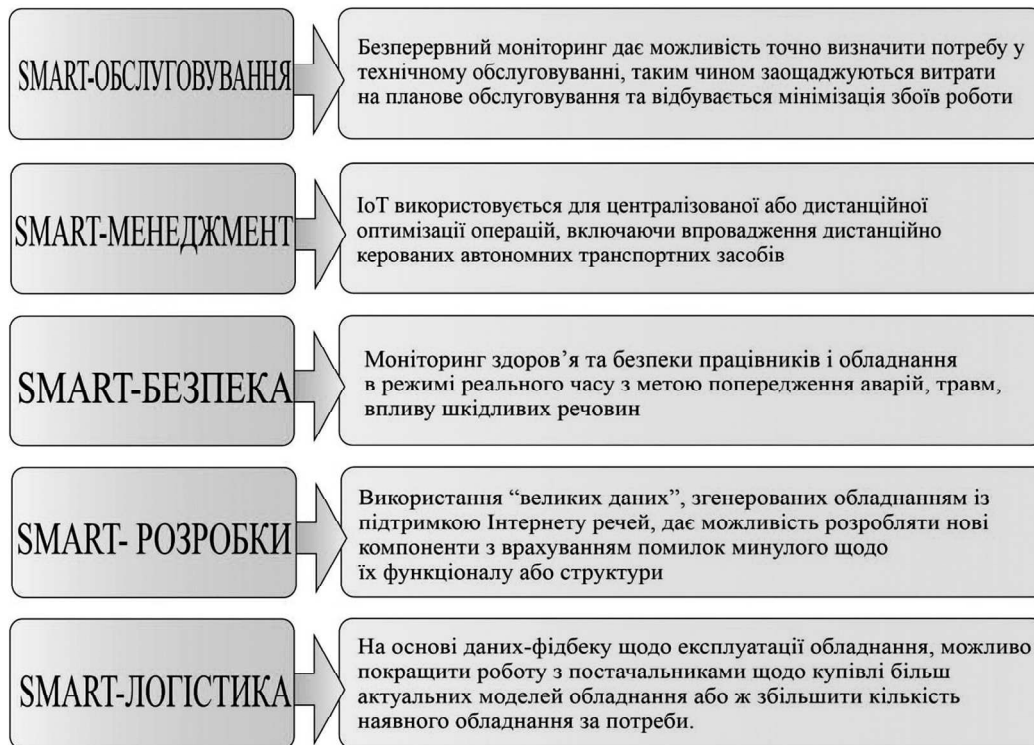 SMART-ОБСЛУГОВУВАННЯ
Безперервний моніторинг дає можливість точно визначити потребу у
технічному обслуговуванні, таким чином заощаджуються витрати
на планове обслуговування та відбувається мінімізація збоїв роботи
SMART-МЕНЕДЖМЕНТ
ІоТ використовується для централізованої або дистанційної
оптимізації операцій, включаючи впровадження дистанційно
керованих автономних транспортних засобів
SMART-БЕЗПЕКА
Моніторинг здоров’я та безпеки працівників і обладнання
в режимі реального часу з метою попередження аварій, травм,
впливу шкідливих речовин
SMART- РОЗРОБКИ
Використання “великих даних”, згенерованих обладнанням із
підтримкою Інтернету речей, дає можливість розробляти нові
компоненти з врахуванням помилок минулого щодо
їх функціоналу або структури
SMART-ЛОГІСТИКА
На основі даних-фідбеку щодо експлуатації обладнання, можливо
покращити роботу з постачальниками щодо купівлі більш
актуальних моделей обладнання або ж збільшити кількість
наявного обладнання за потреби.